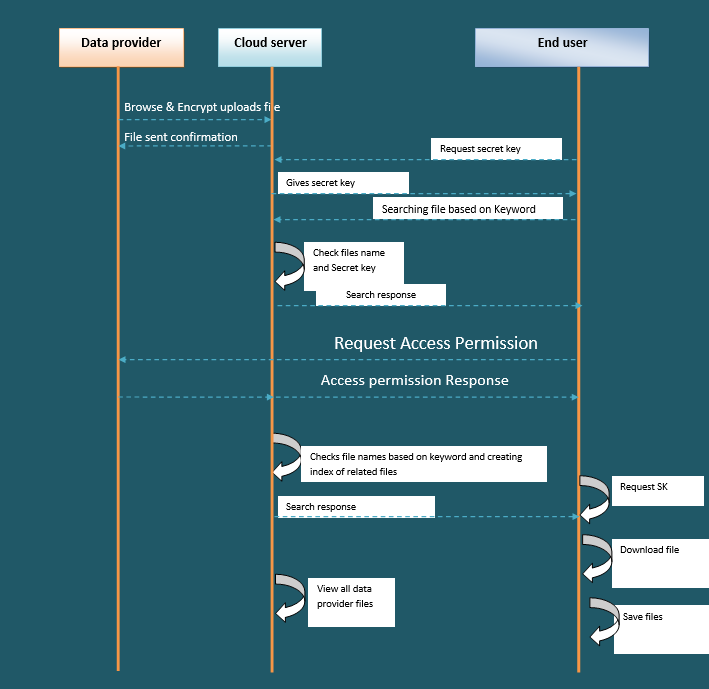 Data provider
Cloud server
End user
Browse & Encrypt uploads file
File sent confirmation
Request secret key
Gives secret key
Searching file based on Keyword
Check files name
and Secret key
Search response
Request Access Permission
Access permission Response
Checks file names based on keyword and creating
index of related files
Request SK
Search response
Download file
View all data
provider files
Save files